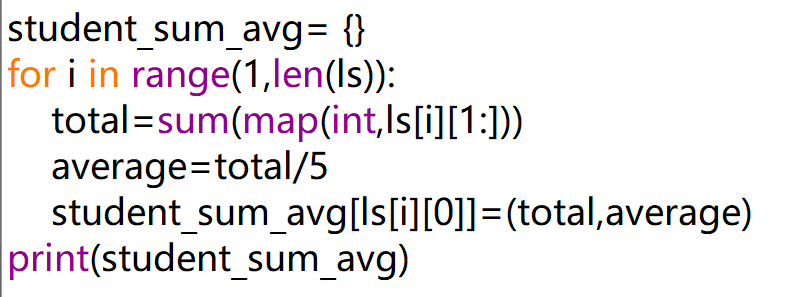 student_sum_avg= {}
for i in range(1,len(ls)):
    total=sum(map(int,ls[i][1:]))
    average=total/5
    student_sum_avg[ls[i][0]]=(total,average)
print(student_sum_avg)